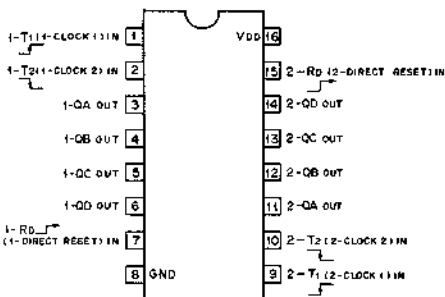 1-T1(1-CLOCK 1)IN 1
1-T2(1-CLOCK 2)IN 2
1-QA OUT 3
1-QB OUT 4
1-QC OUT 5
1-QD OUT 6
1-RD
(1-DIRECT RESET)IN 7
8 GND
VDD 16
15 2-RD (2-DIRECT RESET)IN
14 2-QD OUT
13 2-QC OUT
12 2-QB OUT
11 2-QA OUT
10 2-T2(2-CLOCK 2)IN
9 2-T1(2-CLOCK 1)IN